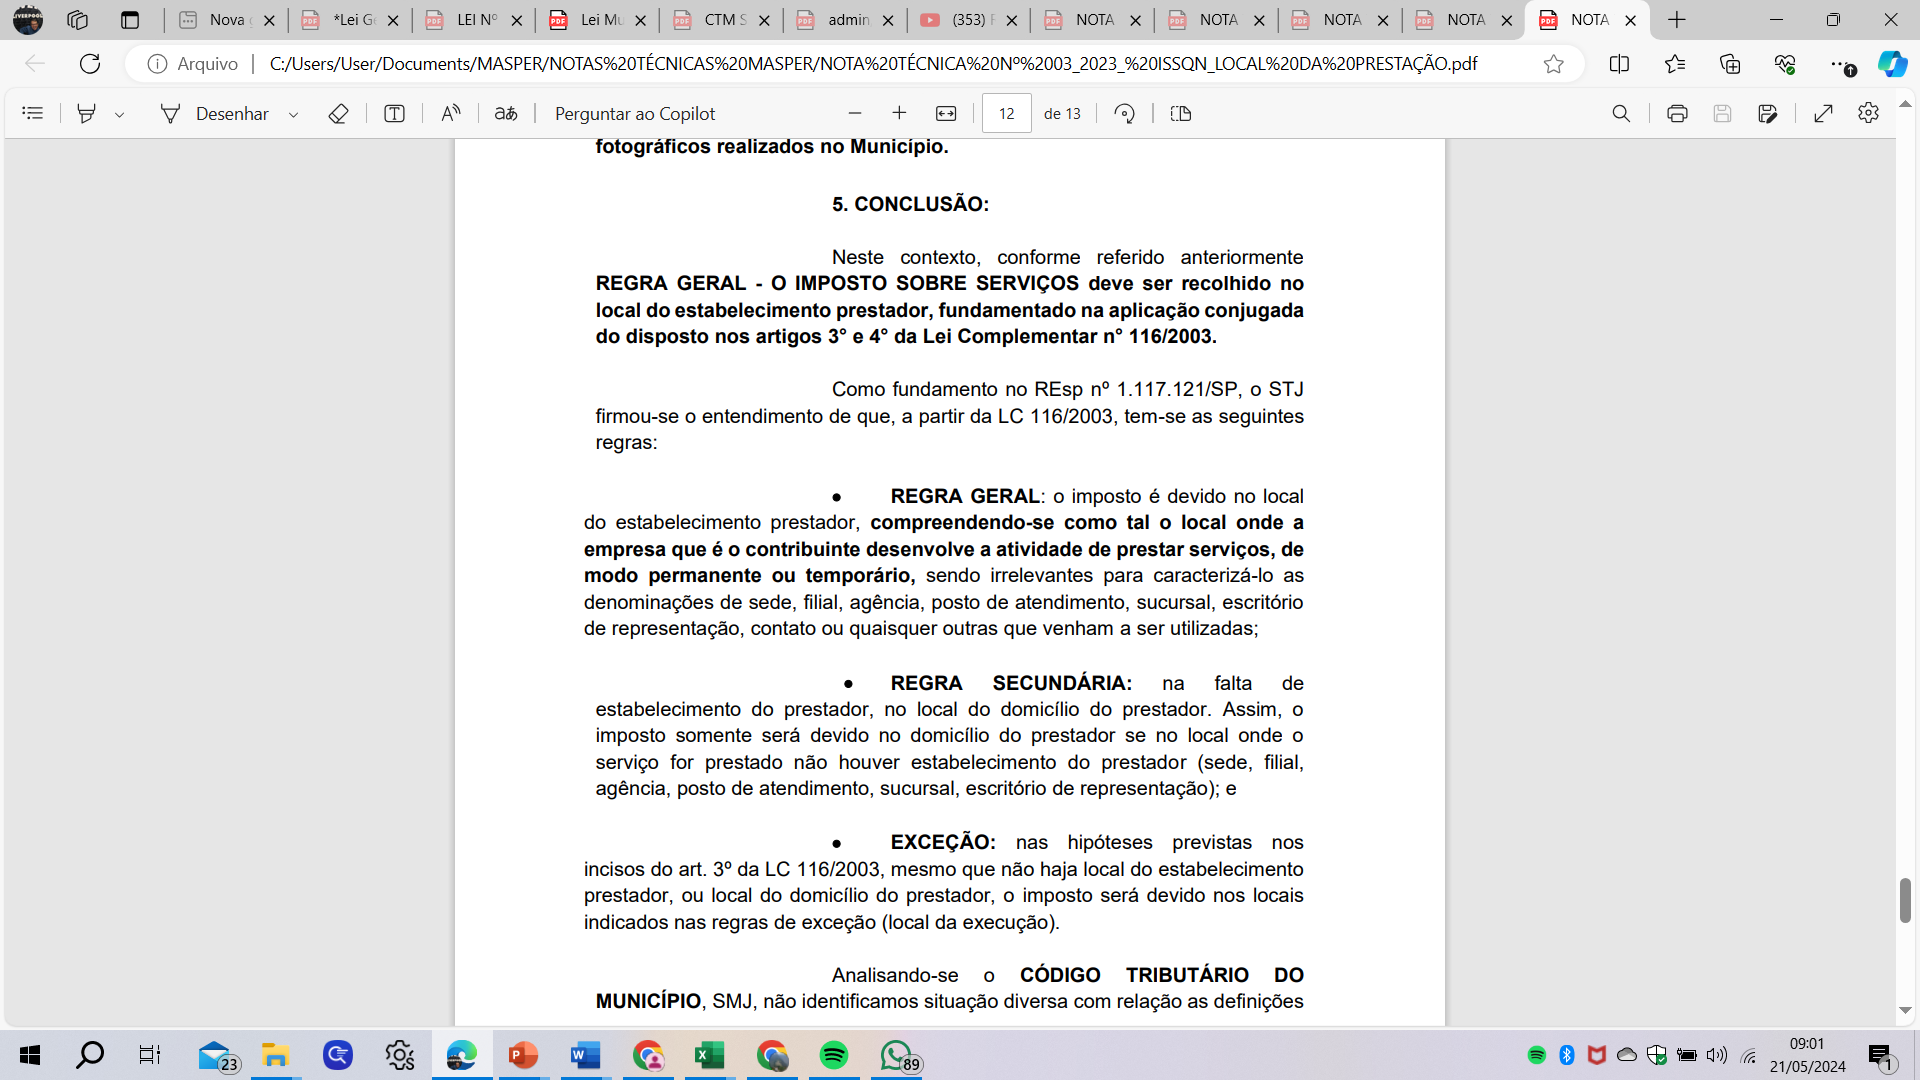 Nova
*Lei Ge
LEI Nº
Lei Mu
CTM S
admin
(353) F
NOTA
NOTA
NOTA
NOTA
NOTA
Arquivo
C:/Users/User/Documents/MASPER/NOTAS%20TÉCNICAS%20MASPER/NOTA%20TÉCNICA%20Nº%2003_2023_%20ISSQN_LOCAL%20DA%20PRESTAÇÃO.pdf
Desenhar
Perguntar ao Copilot
12
de 13
fotográficos realizados no Município.
5. CONCLUSÃO:
Neste contexto, conforme referido anteriormente
REGRA GERAL - O IMPOSTO SOBRE SERVIÇOS deve ser recolhido no
local do estabelecimento prestador, fundamentado na aplicação conjugada
do disposto nos artigos 3° e 4° da Lei Complementar n° 116/2003.
Como fundamento no REsp nº 1.117.121/SP, o STJ
firmou-se o entendimento de que, a partir da LC 116/2003, tem-se as seguintes
regras:
● REGRA GERAL: o imposto é devido no local
do estabelecimento prestador, compreendendo-se como tal o local onde a
empresa que é o contribuinte desenvolve a atividade de prestar serviços, de
modo permanente ou temporário, sendo irrelevantes para caracterizá-lo as
denominações de sede, filial, agência, posto de atendimento, sucursal, escritório
de representação, contato ou quaisquer outras que venham a ser utilizadas;
● REGRA SECUNDÁRIA: na falta de
estabelecimento do prestador, no local do domicílio do prestador. Assim, o
imposto somente será devido no domicílio do prestador se no local onde o
serviço for prestado não houver estabelecimento do prestador (sede, filial,
agência, posto de atendimento, sucursal, escritório de representação); e
● EXCEÇÃO: nas hipóteses previstas nos
incisos do art. 3º da LC 116/2003, mesmo que não haja local do estabelecimento
prestador, ou local do domicílio do prestador, o imposto será devido nos locais
indicados nas regras de exceção (local da execução).
Analisando-se o CÓDIGO TRIBUTÁRIO DO
MUNICÍPIO, SMJ, não identificamos situação diversa com relação as definições
23
89
09:01
21/05/2024
1